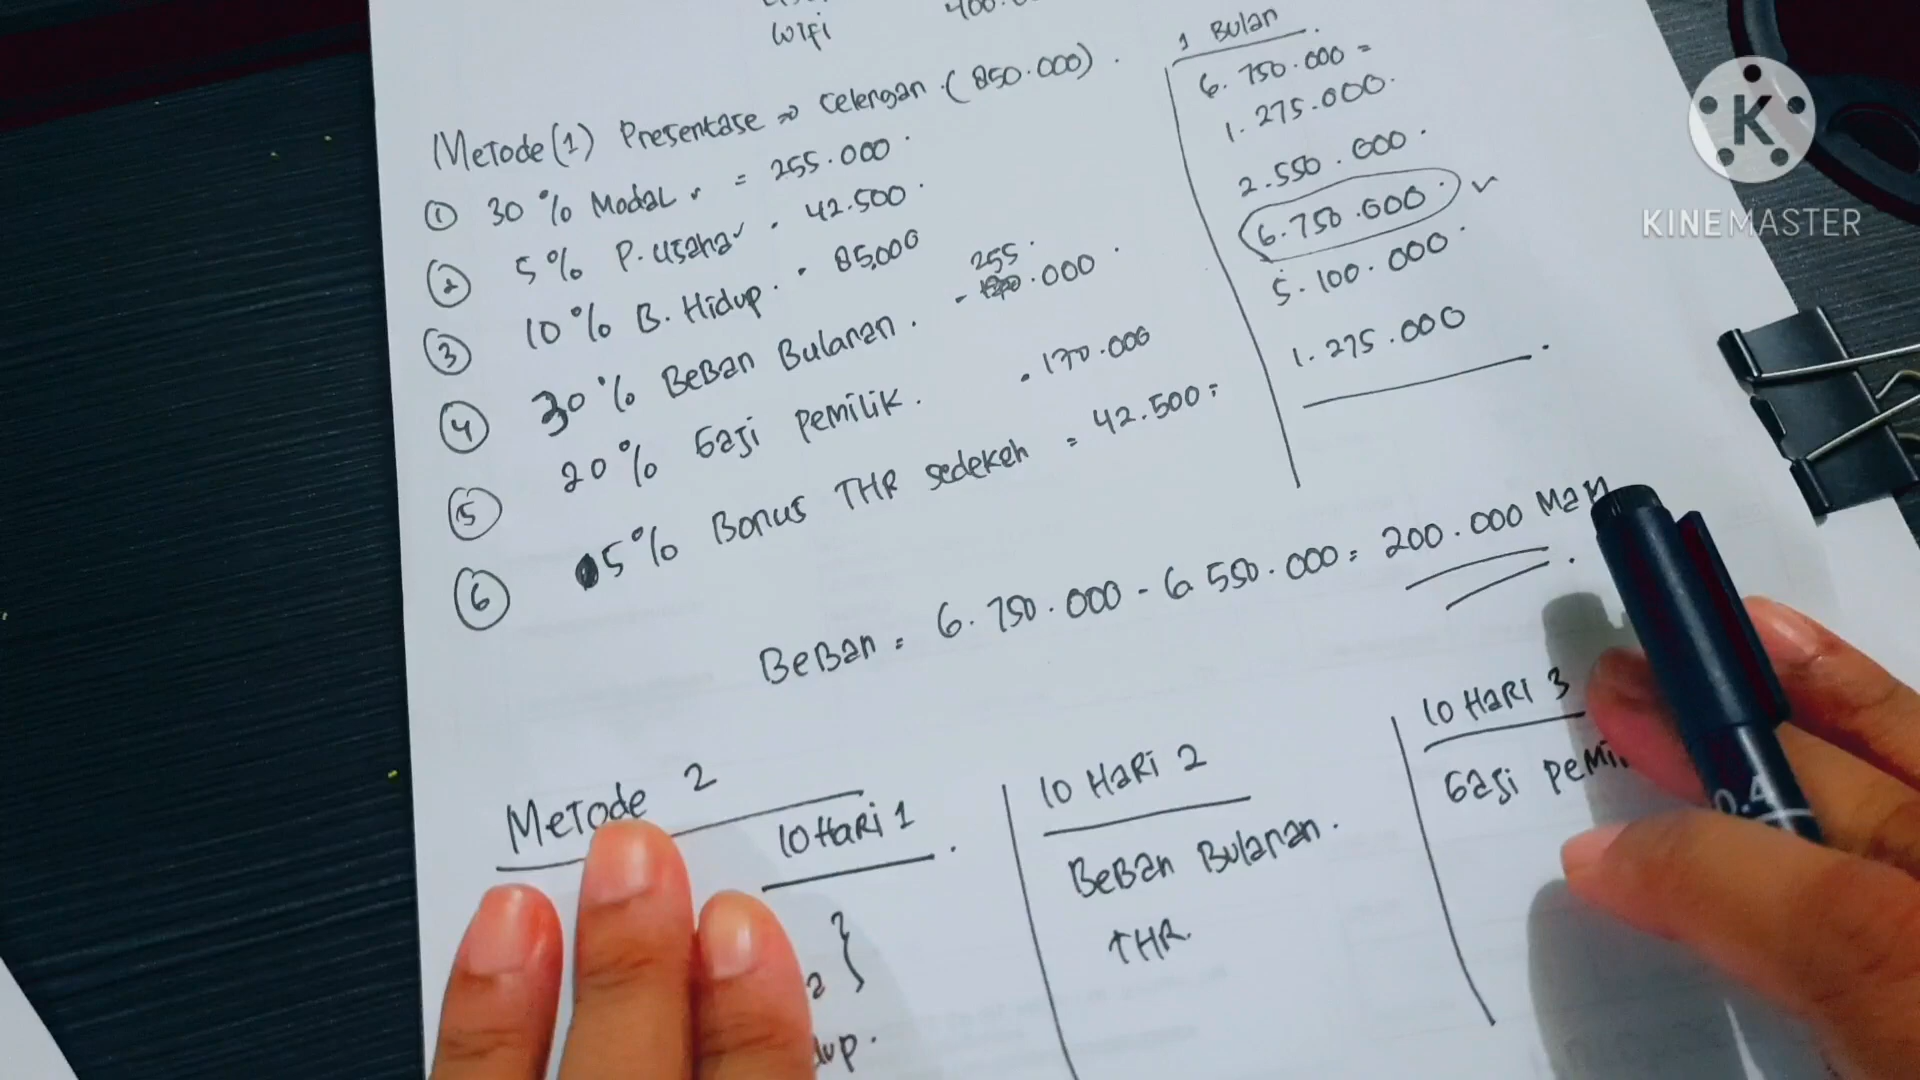 Wifi
Metode (1) Presentase => celengan. (850.000).
① 30% Modal = 255.000.
② 5% P. usaha. 42.500.
③ 10% B. Hidup. 85.000
④ 30% BeBan Bulanan. - 255.000.
⑤ 20% Gaji pemilik. . 170.000
⑥ 5% Bonus THR sedekeh = 42.500:
1 Bulan
6.750.000 =
1.275.000.
2.550.000.
6.750.000. ✓
5.100.000.
1.275.000
BeBan = 6.750.000 - 6.550.000 = 200.000
Metode 2
10 Hari 1
}
10 Hari 2
BeBan Bulanan.
THR.
10 Hari 3
Gaji
K
KINEMASTER
0.4